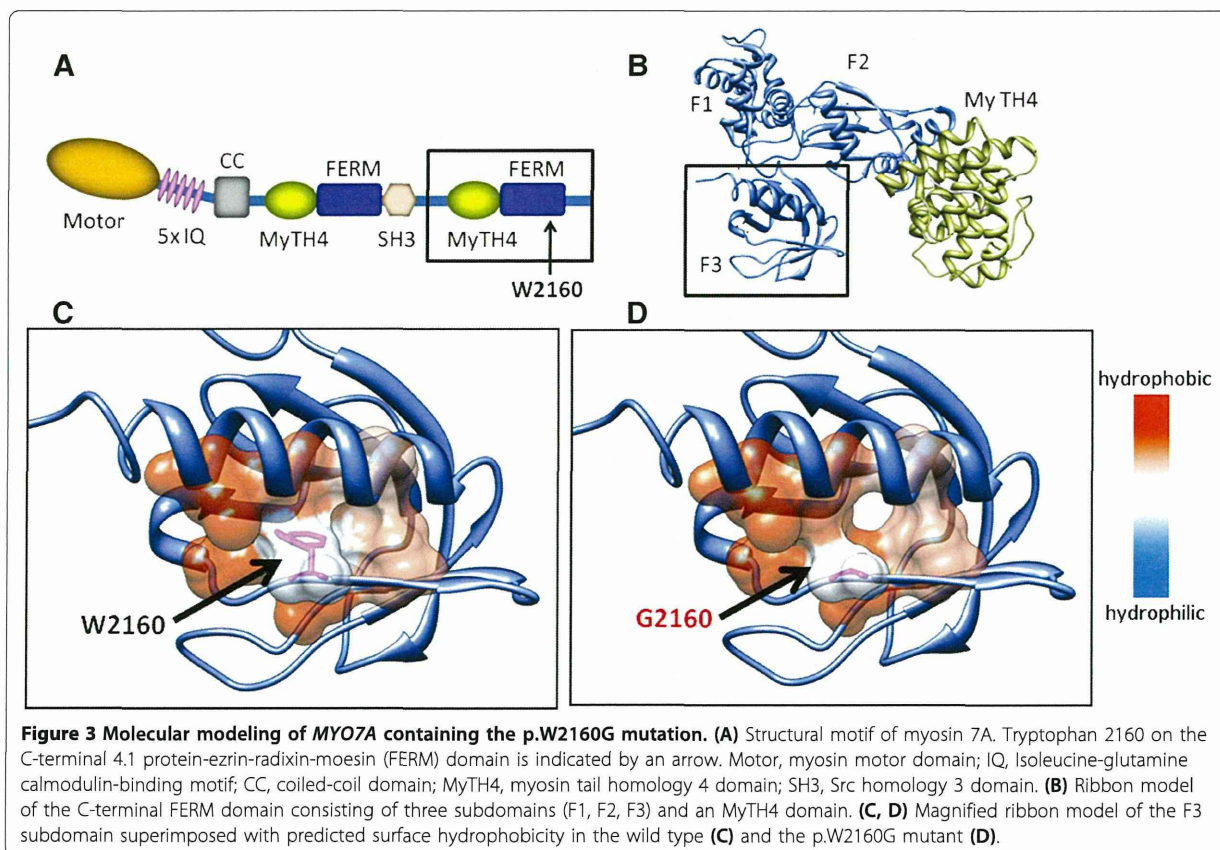 A
B
F1
F2
MyTH4
F3
CC
FERM
FERM
Motor
5xIQ
MyTH4
SH3
MyTH4
W2160
C
D
W2160
G2160
hydrophobic
hydrophilic
Figure 3 Molecular modeling of MYO7A containing the p.W2160G mutation. (A) Structural motif of myosin 7A. Tryptophan 2160 on the
C-terminal 4.1 protein-ezrin-radixin-moesin (FERM) domain is indicated by an arrow. Motor, myosin motor domain; IQ, Isoleucine-glutamine
calmodulin-binding motif; CC, coiled-coil domain; MyTH4, myosin tail homology 4 domain; SH3, Src homology 3 domain. (B) Ribbon model
of the C-terminal FERM domain consisting of three subdomains (F1, F2, F3) and an MyTH4 domain. (C, D) Magnified ribbon model of the F3
subdomain superimposed with predicted surface hydrophobicity in the wild type (C) and the p.W2160G mutant (D).